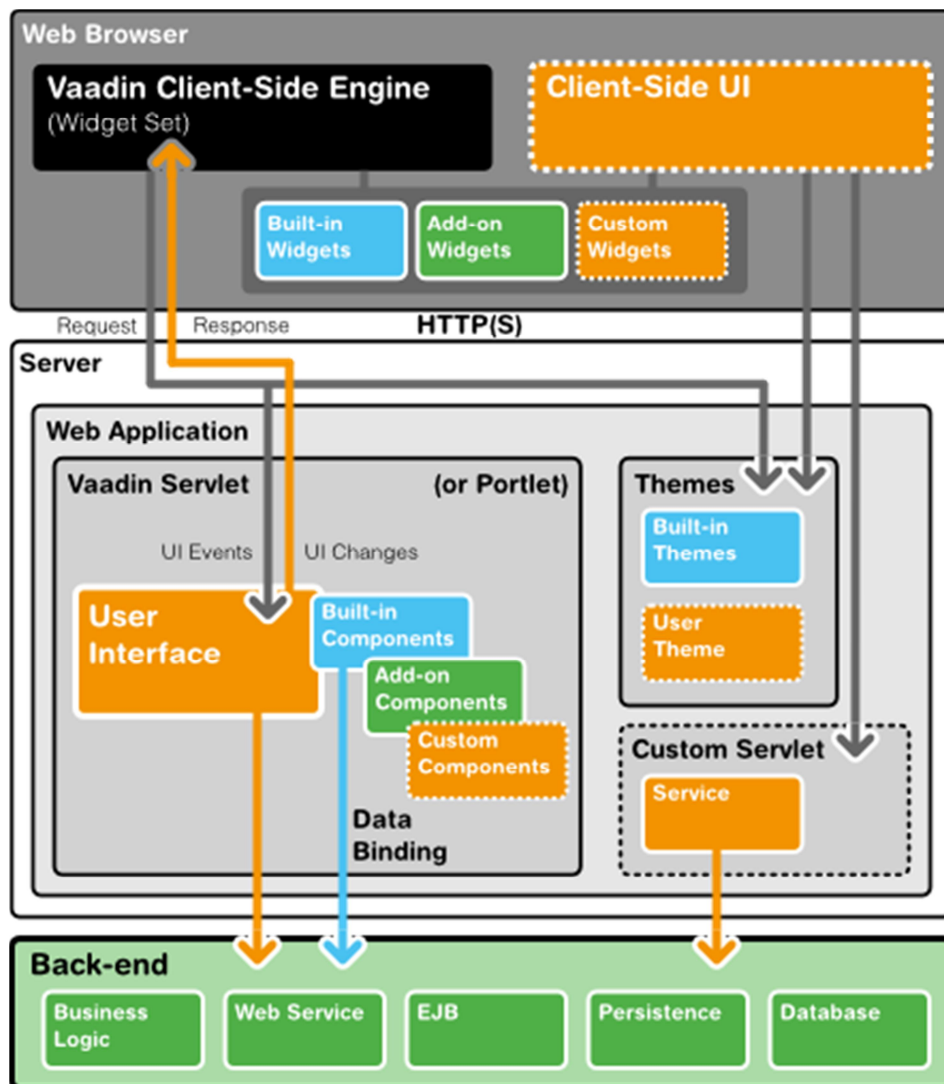 Web Browser
Vaadin Client-Side Engine
(Widget Set)
Client-Side UI
Built-in
Widgets
Add-on
Widgets
Custom
Widgets
Request
Response
HTTP(S)
Server
Web Application
Vaadin Servlet
(or Portlet)
UI Events
UI Changes
User
Interface
Built-in
Components
Add-on
Components
Custom
Components
Data
Binding
Themes
Built-in
Themes
User
Theme
Custom Servlet
Service
Back-end
Business
Logic
Web Service
EJB
Persistence
Database